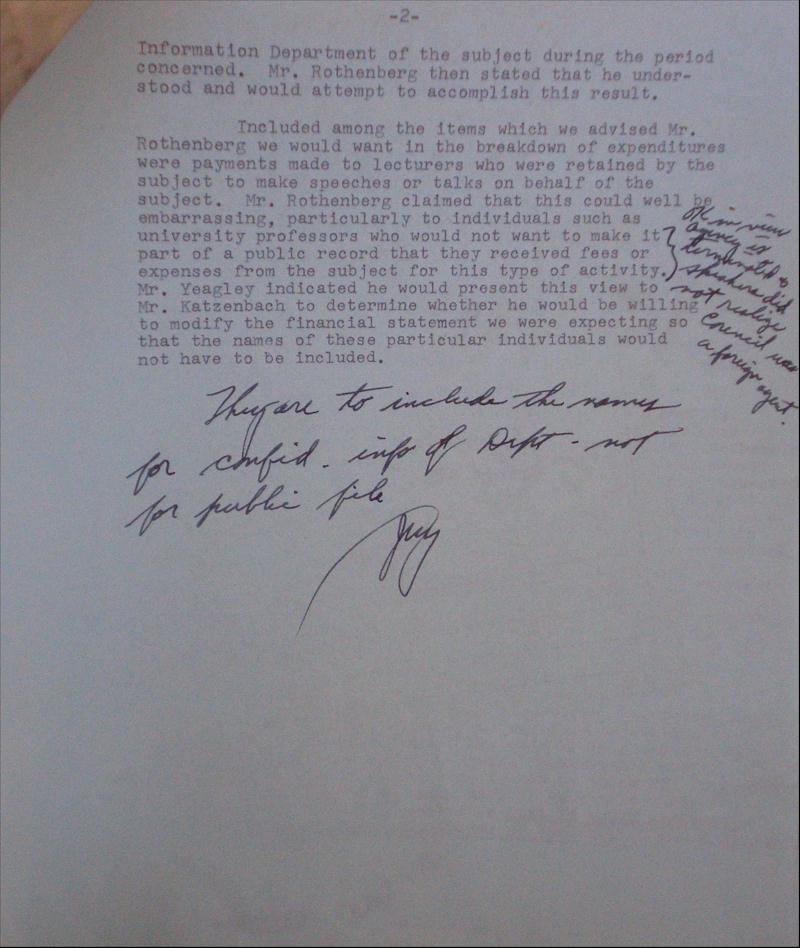 -2-
Information Department of the subject during the period
concerned. Mr. Rothenberg then stated that he under-
stood and would attempt to accomplish this result.
Included among the items which we advised Mr.
Rothenberg we would want in the breakdown of expenditures
were payments made to lecturers who were retained by the
subject to make speeches or talks on behalf of the
subject. Mr. Rothenberg claimed that this could well be
embarrassing, particularly to individuals such as
university professors who would not want to make it
part of a public record that they received fees or
expenses from the subject for this type of activity.
Mr. Yeagley indicated he would present this view to
Mr. Katzenbach to determine whether he would be willing
to modify the financial statement we were expecting so
that the names of these particular individuals would
not have to be included.
OK in view
agency is
terminated &
speakers did
not realize
Council was
a foreign
agent.
They are to include the names
for confid. info of Dept - not
for public file